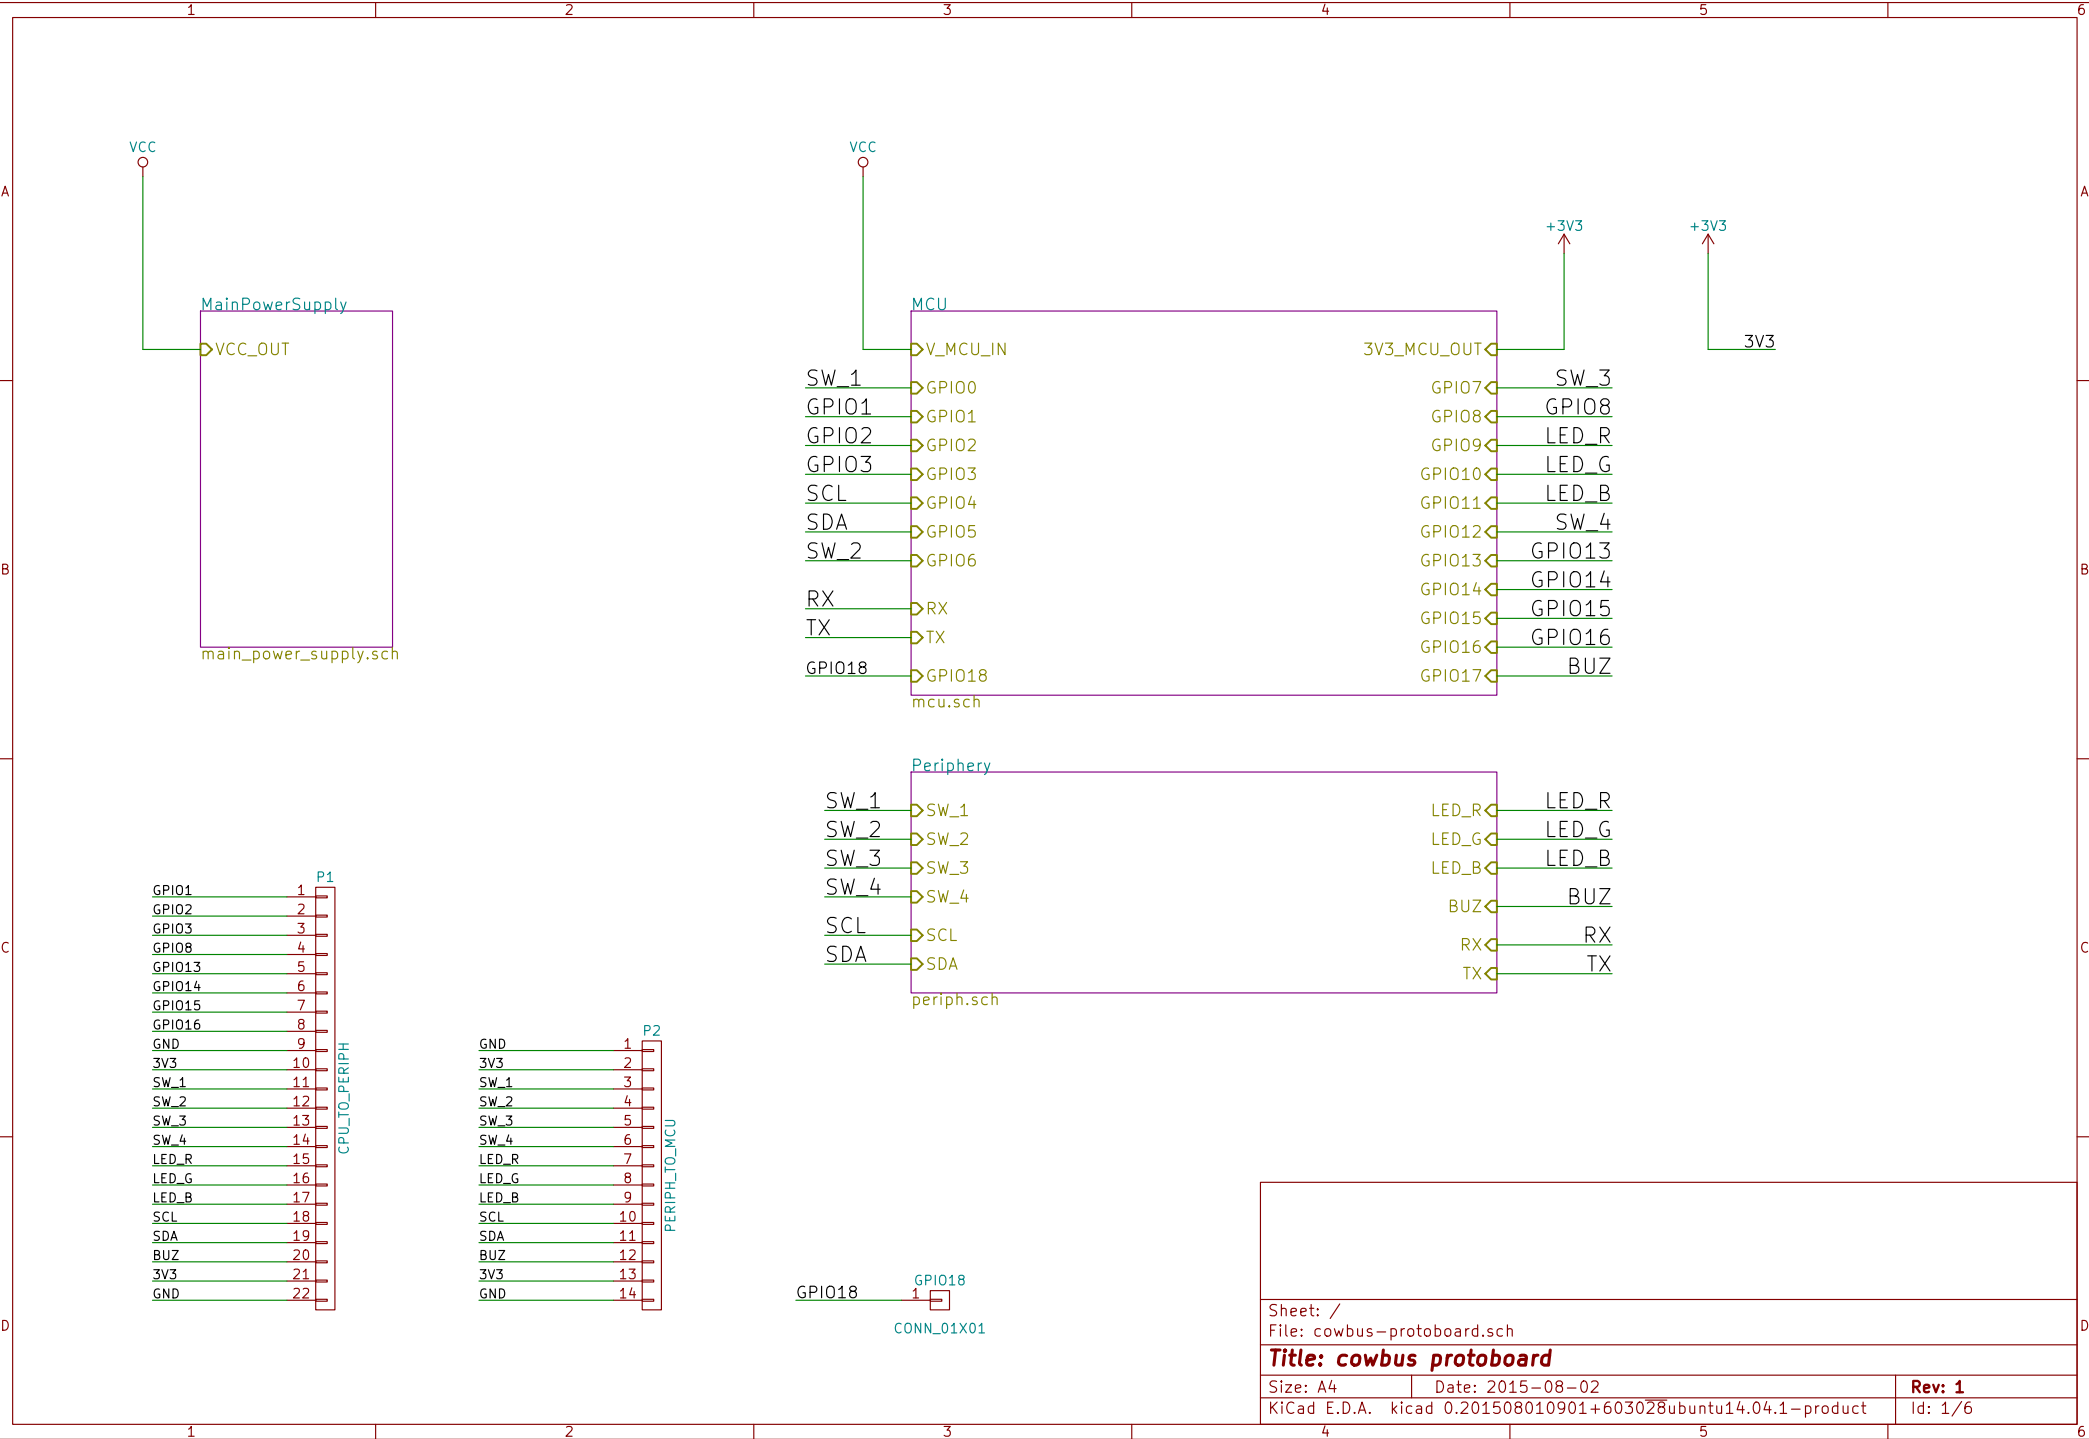 1 2 3 4 5 6
A A
B B
C C
D D
VCC
MainPowerSupply
VCC_OUT
main_power_supply.sch
VCC
+3V3
+3V3
3V3
MCU
V_MCU_IN 3V3_MCU_OUT
SW_1 GPIO0 GPIO7 SW_3
GPIO1 GPIO1 GPIO8 GPIO8
GPIO2 GPIO2 GPIO9 LED_R
GPIO3 GPIO3 GPIO10 LED_G
SCL GPIO4 GPIO11 LED_B
SDA GPIO5 GPIO12 SW_4
SW_2 GPIO6 GPIO13 GPIO13
GPIO14 GPIO14
RX RX GPIO15 GPIO15
TX TX GPIO16 GPIO16
GPIO18 GPIO18 GPIO17 BUZ
mcu.sch
Periphery
SW_1 SW_1 LED_R LED_R
SW_2 SW_2 LED_G LED_G
SW_3 SW_3 LED_B LED_B
SW_4 SW_4 BUZ BUZ
SCL SCL RX RX
SDA SDA TX TX
periph.sch
P1
GPIO1 1
GPIO2 2
GPIO3 3
GPIO8 4
GPIO13 5
GPIO14 6
GPIO15 7
GPIO16 8
GND 9
3V3 10
SW_1 11
SW_2 12
SW_3 13
SW_4 14
LED_R 15
LED_G 16
LED_B 17
SCL 18
SDA 19
BUZ 20
3V3 21
GND 22
CPU_TO_PERIPH
P2
GND 1
3V3 2
SW_1 3
SW_2 4
SW_3 5
SW_4 6
LED_R 7
LED_G 8
LED_B 9
SCL 10
SDA 11
BUZ 12
3V3 13
GND 14
PERIPH_TO_MCU
GPIO18
GPIO18 1
CONN_01X01
Sheet: /
File: cowbus-protoboard.sch
Title: cowbus protoboard
Size: A4 Date: 2015-08-02 Rev: 1
KiCad E.D.A. kicad 0.201508010901+603028ubuntu14.04.1-product Id: 1/6
1 2 3 4 5 6